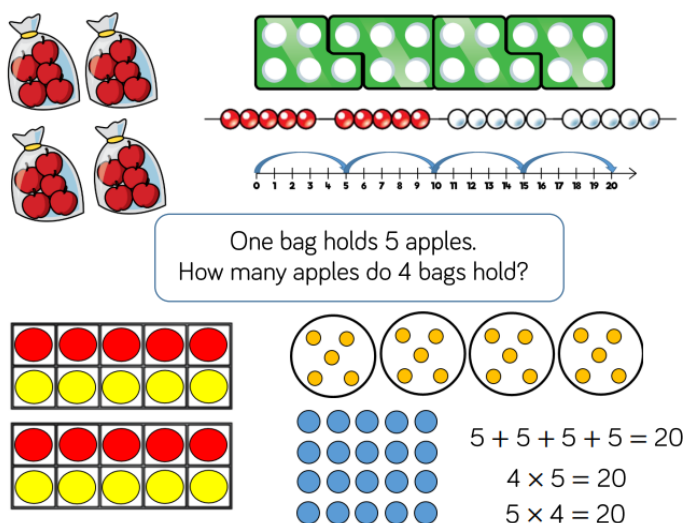 0 1 2 3 4 5 6 7 8 9 10 11 12 13 14 15 16 17 18 19 20
One bag holds 5 apples.
How many apples do 4 bags hold?
5 + 5 + 5 + 5 = 20
4 × 5 = 20
5 × 4 = 20